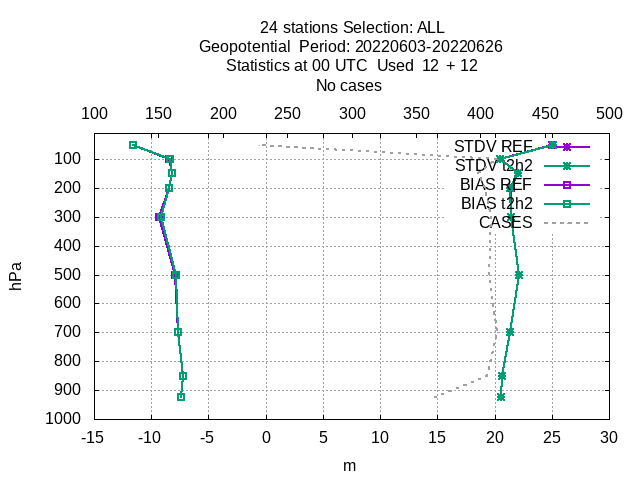 24 stations Selection: ALL
Geopotential  Period: 20220603-20220626
Statistics at 00 UTC  Used  12  + 12
No cases
100 150 200 250 300 350 400 450 500
STDV REF
STDV t2h2
BIAS REF
BIAS t2h2
CASES
hPa
100
200
300
400
500
600
700
800
900
1000
-15 -10 -5 0 5 10 15 20 25 30
m